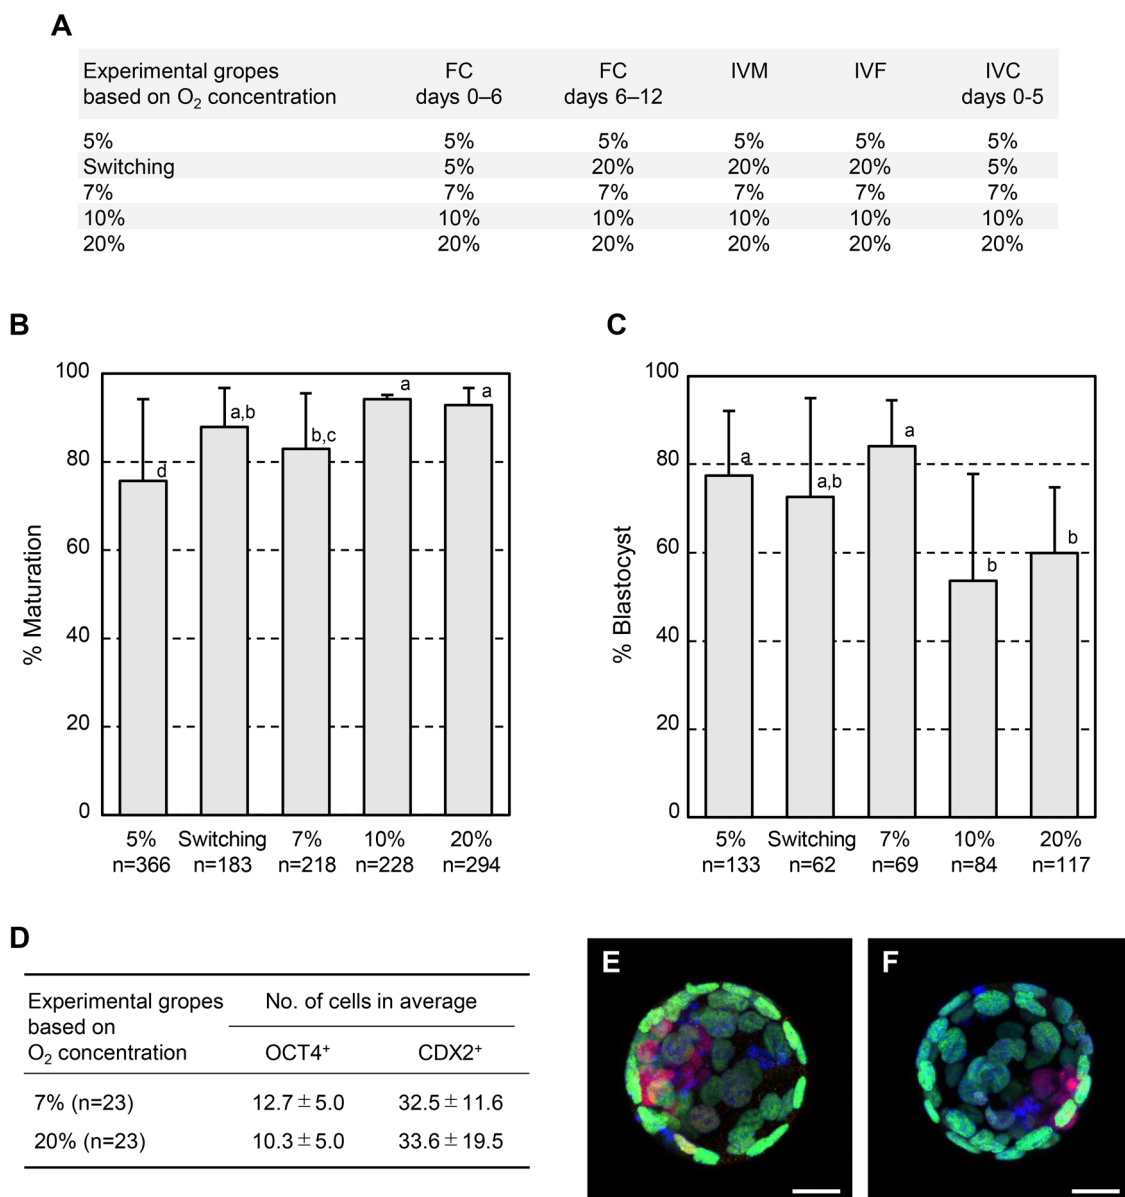 A
Experimental gropes based on O₂ concentration
FC days 0–6
FC days 6–12
IVM
IVF
IVC days 0-5
5% 5% 5% 5% 5% 5%
Switching 5% 20% 20% 20% 5%
7% 7% 7% 7% 7% 7%
10% 10% 10% 10% 10% 10%
20% 20% 20% 20% 20% 20%
B
% Maturation
100
80
60
40
20
0
d
a,b
b,c
a
a
5% Switching 7% 10% 20%
n=366 n=183 n=218 n=228 n=294
C
% Blastocyst
100
80
60
40
20
0
a
a,b
a
b
b
5% Switching 7% 10% 20%
n=133 n=62 n=69 n=84 n=117
D
Experimental gropes
based on
O₂ concentration
No. of cells in average
OCT4⁺ CDX2⁺
7% (n=23) 12.7±5.0 32.5±11.6
20% (n=23) 10.3±5.0 33.6±19.5
E
F